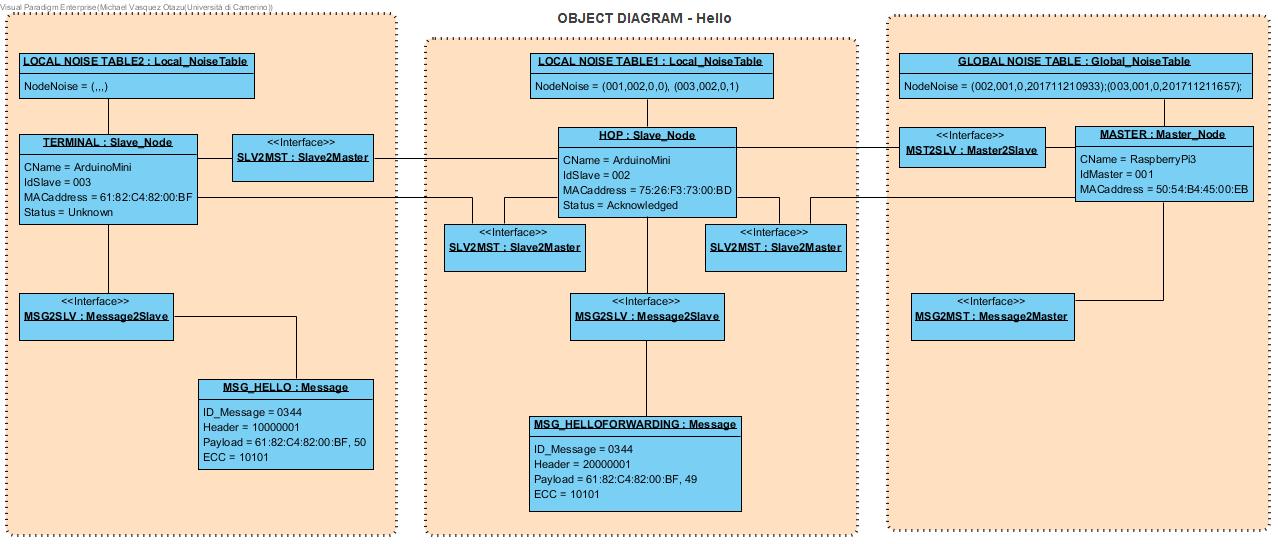 Visual Paradigm Enterprise(Michael Vasquez Otazu(Università di Camerino))
OBJECT DIAGRAM - Hello
LOCAL NOISE TABLE2 : Local_NoiseTable
NodeNoise = (,,,)
TERMINAL : Slave_Node
CName = ArduinoMini
IdSlave = 003
MACaddress = 61:82:C4:82:00:BF
Status = Unknown
<<Interface>>
SLV2MST : Slave2Master
<<Interface>>
MSG2SLV : Message2Slave
MSG_HELLO : Message
ID_Message = 0344
Header = 10000001
Payload = 61:82:C4:82:00:BF, 50
ECC = 10101
LOCAL NOISE TABLE1 : Local_NoiseTable
NodeNoise = (001,002,0,0), (003,002,0,1)
HOP : Slave_Node
CName = ArduinoMini
IdSlave = 002
MACaddress = 75:26:F3:73:00:BD
Status = Acknowledged
<<Interface>>
SLV2MST : Slave2Master
<<Interface>>
SLV2MST : Slave2Master
<<Interface>>
MSG2SLV : Message2Slave
MSG_HELLOFORWARDING : Message
ID_Message = 0344
Header = 20000001
Payload = 61:82:C4:82:00:BF, 49
ECC = 10101
GLOBAL NOISE TABLE : Global_NoiseTable
NodeNoise = (002,001,0,201711210933);(003,001,0,201711211657);
<<Interface>>
MST2SLV : Master2Slave
MASTER : Master_Node
CName = RaspberryPi3
IdMaster = 001
MACaddress = 50:54:B4:45:00:EB
<<Interface>>
MSG2MST : Message2Master